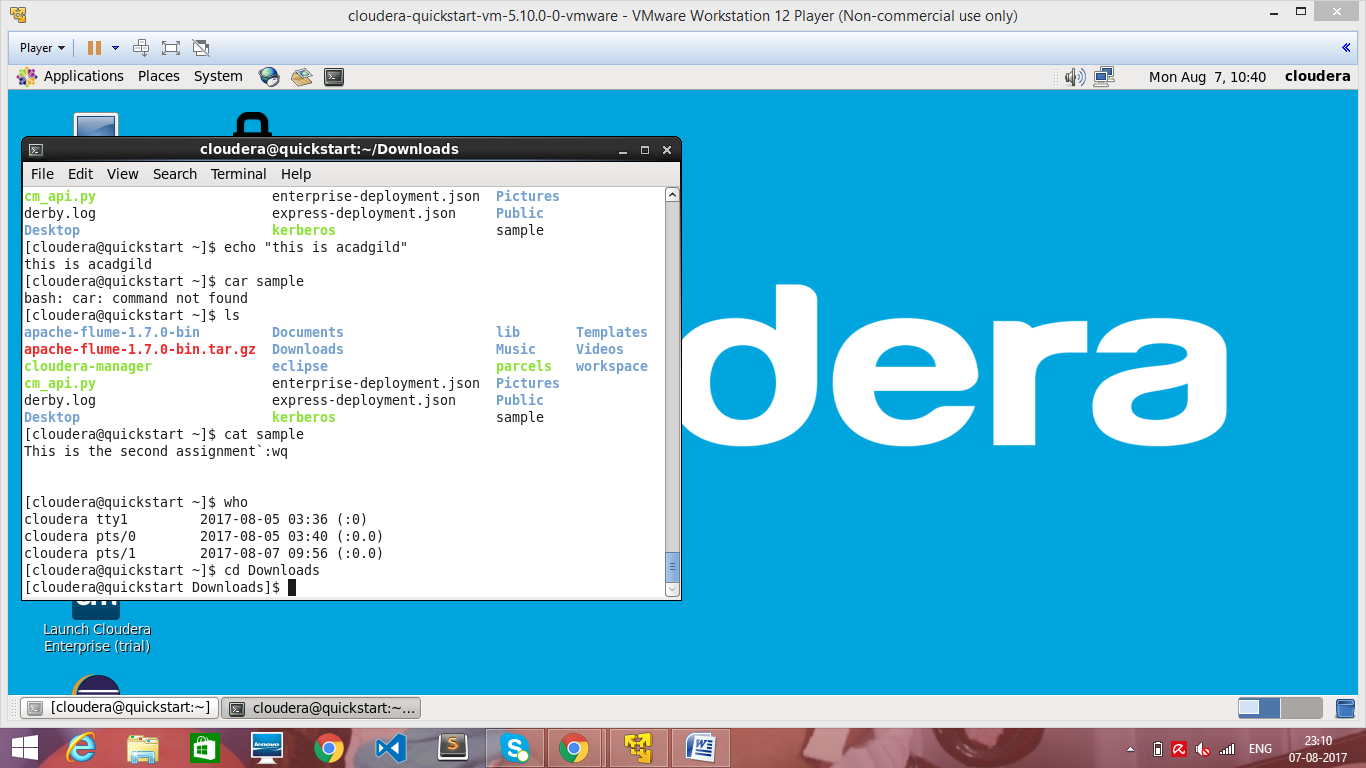 cloudera-quickstart-vm-5.10.0-0-vmware - VMware Workstation 12 Player (Non-commercial use only)
Player
Applications Places System Mon Aug 7, 10:40 cloudera
cloudera@quickstart:~/Downloads
File Edit View Search Terminal Help
cm_api.py enterprise-deployment.json Pictures
derby.log express-deployment.json Public
Desktop kerberos sample
[cloudera@quickstart ~]$ echo "this is acadgild"
this is acadgild
[cloudera@quickstart ~]$ car sample
bash: car: command not found
[cloudera@quickstart ~]$ ls
apache-flume-1.7.0-bin Documents lib Templates
apache-flume-1.7.0-bin.tar.gz Downloads Music Videos
cloudera-manager eclipse parcels workspace
cm_api.py enterprise-deployment.json Pictures
derby.log express-deployment.json Public
Desktop kerberos sample
[cloudera@quickstart ~]$ cat sample
This is the second assignment`:wq
[cloudera@quickstart ~]$ who
cloudera tty1 2017-08-05 03:36 (:0)
cloudera pts/0 2017-08-05 03:40 (:0.0)
cloudera pts/1 2017-08-07 09:56 (:0.0)
[cloudera@quickstart ~]$ cd Downloads
[cloudera@quickstart Downloads]$
dera
Launch Cloudera
Enterprise (trial)
[cloudera@quickstart:~] cloudera@quickstart:~...
lenovo
ENG
23:10
07-08-2017